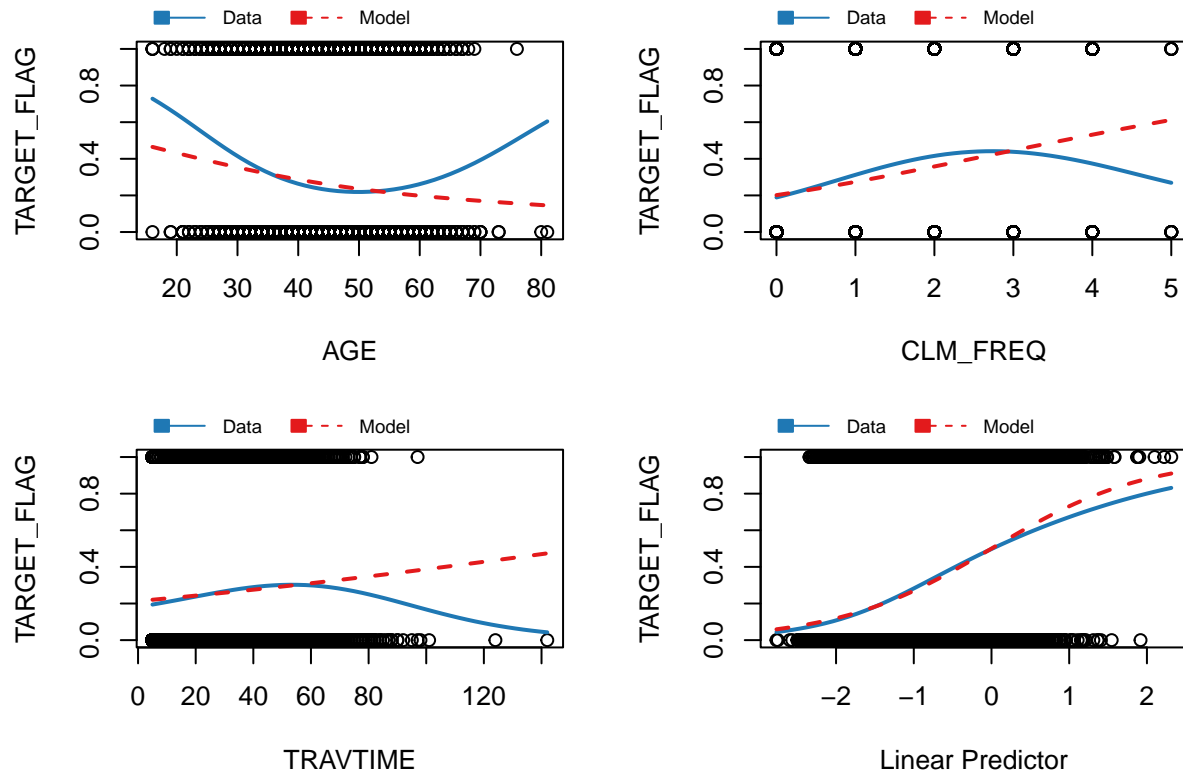 Data Model
TARGET_FLAG
0.0 0.4 0.8
20 30 40 50 60 70 80
AGE
Data Model
TARGET_FLAG
0.0 0.4 0.8
0 1 2 3 4 5
CLM_FREQ
Data Model
TARGET_FLAG
0.0 0.4 0.8
0 20 40 60 80 120
TRAVTIME
Data Model
TARGET_FLAG
0.0 0.4 0.8
−2 −1 0 1 2
Linear Predictor